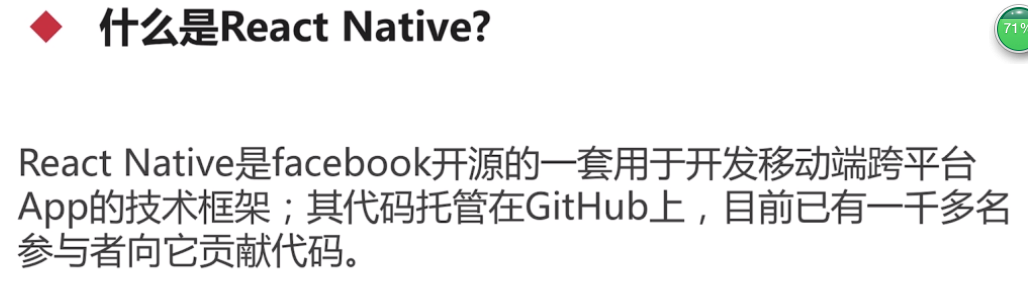 什么是React Native?
71%
React Native是facebook开源的一套用于开发移动端跨平台
App的技术框架；其代码托管在GitHub上，目前已有一千多名
参与者向它贡献代码。